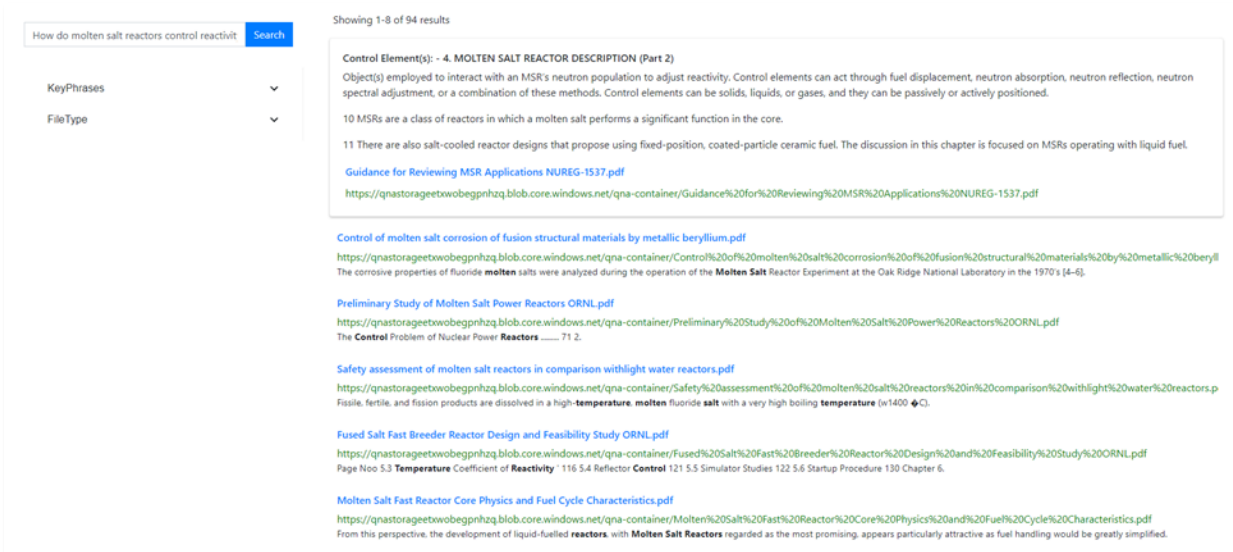 Showing 1-8 of 94 results
How do molten salt reactors control reactivit Search
KeyPhrases
FileType
Control Element(s): - 4. MOLTEN SALT REACTOR DESCRIPTION (Part 2)
Object(s) employed to interact with an MSR's neutron population to adjust reactivity. Control elements can act through fuel displacement, neutron absorption, neutron reflection, neutron
spectral adjustment, or a combination of these methods. Control elements can be solids, liquids, or gases, and they can be passively or actively positioned.
10 MSRs are a class of reactors in which a molten salt performs a significant function in the core.
11 There are also salt-cooled reactor designs that propose using fixed-position, coated-particle ceramic fuel. The discussion in this chapter is focused on MSRs operating with liquid fuel.
Guidance for Reviewing MSR Applications NUREG-1537.pdf
https://qnastorageetxwobegpnhzq.blob.core.windows.net/qna-container/Guidance%20for%20Reviewing%20MSR%20Applications%20NUREG-1537.pdf
Control of molten salt corrosion of fusion structural materials by metallic beryllium.pdf
https://qnastorageetxwobegpnhzq.blob.core.windows.net/qna-container/Control%20of%20molten%20salt%20corrosion%20of%20fusion%20structural%20materials%20by%20metallic%20beryll
The corrosive properties of fluoride molten salts were analyzed during the operation of the Molten Salt Reactor Experiment at the Oak Ridge National Laboratory in the 1970's [4–6].
Preliminary Study of Molten Salt Power Reactors ORNL.pdf
https://qnastorageetxwobegpnhzq.blob.core.windows.net/qna-container/Preliminary%20Study%20of%20Molten%20Salt%20Power%20Reactors%20ORNL.pdf
The Control Problem of Nuclear Power Reactors ........ 71 2.
Safety assessment of molten salt reactors in comparison withlight water reactors.pdf
https://qnastorageetxwobegpnhzq.blob.core.windows.net/qna-container/Safety%20assessment%20of%20molten%20salt%20reactors%20in%20comparison%20withlight%20water%20reactors.p
Fissile, fertile, and fission products are dissolved in a high-temperature, molten fluoride salt with a very high boiling temperature (w1400 �C).
Fused Salt Fast Breeder Reactor Design and Feasibility Study ORNL.pdf
https://qnastorageetxwobegpnhzq.blob.core.windows.net/qna-container/Fused%20Salt%20Fast%20Breeder%20Reactor%20Design%20and%20Feasibility%20Study%20ORNL.pdf
Page Noo 5.3 Temperature Coefficient of Reactivity ' 116 5.4 Reflector Control 121 5.5 Simulator Studies 122 5.6 Startup Procedure 130 Chapter 6.
Molten Salt Fast Reactor Core Physics and Fuel Cycle Characteristics.pdf
https://qnastorageetxwobegpnhzq.blob.core.windows.net/qna-container/Molten%20Salt%20Fast%20Reactor%20Core%20Physics%20and%20Fuel%20Cycle%20Characteristics.pdf
From this perspective, the development of liquid-fuelled reactors, with Molten Salt Reactors regarded as the most promising, appears particularly attractive as fuel handling would be greatly simplified.